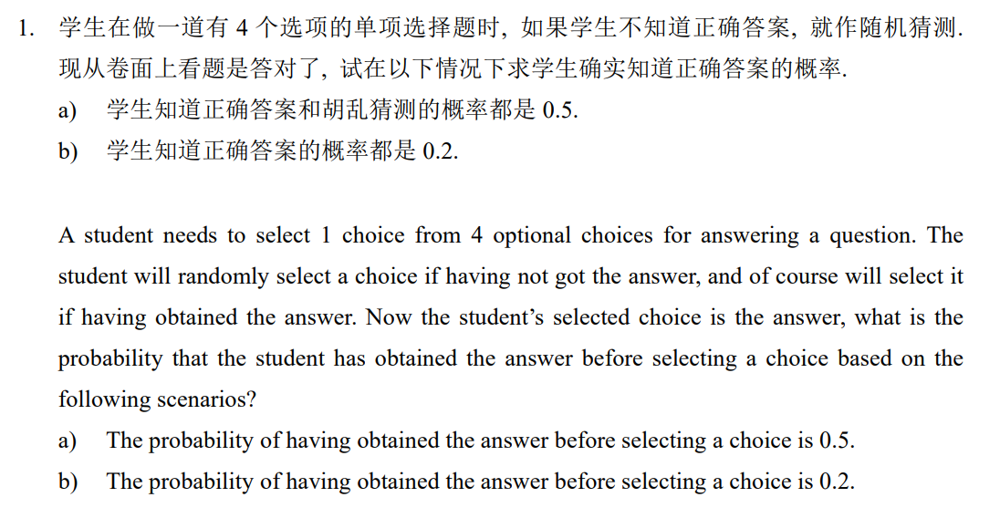 1. 学生在做一道有 4 个选项的单项选择题时, 如果学生不知道正确答案, 就作随机猜测.
现从卷面上看题是答对了, 试在以下情况下求学生确实知道正确答案的概率.
a) 学生知道正确答案和胡乱猜测的概率都是 0.5.
b) 学生知道正确答案的概率都是 0.2.
A student needs to select 1 choice from 4 optional choices for answering a question. The
student will randomly select a choice if having not got the answer, and of course will select it
if having obtained the answer. Now the student’s selected choice is the answer, what is the
probability that the student has obtained the answer before selecting a choice based on the
following scenarios?
a) The probability of having obtained the answer before selecting a choice is 0.5.
b) The probability of having obtained the answer before selecting a choice is 0.2.